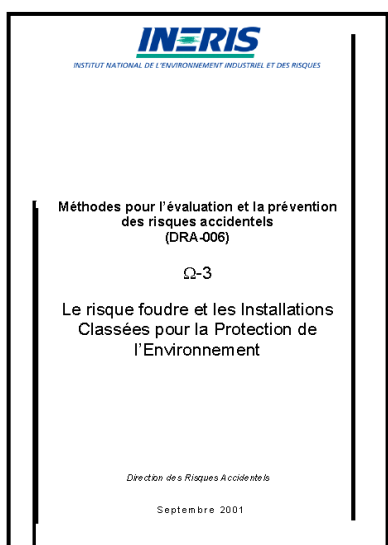 INERIS
INSTITUT NATIONAL DE L'ENVIRONNEMENT INDUSTRIEL ET DES RISQUES
Méthodes pour l'évaluation et la prévention
des risques accidentels
(DRA-006)
Ω-3
Le risque foudre et les Installations
Classées pour la Protection de
l'Environnement
Direction des Risques Accidentels
Septembre 2001